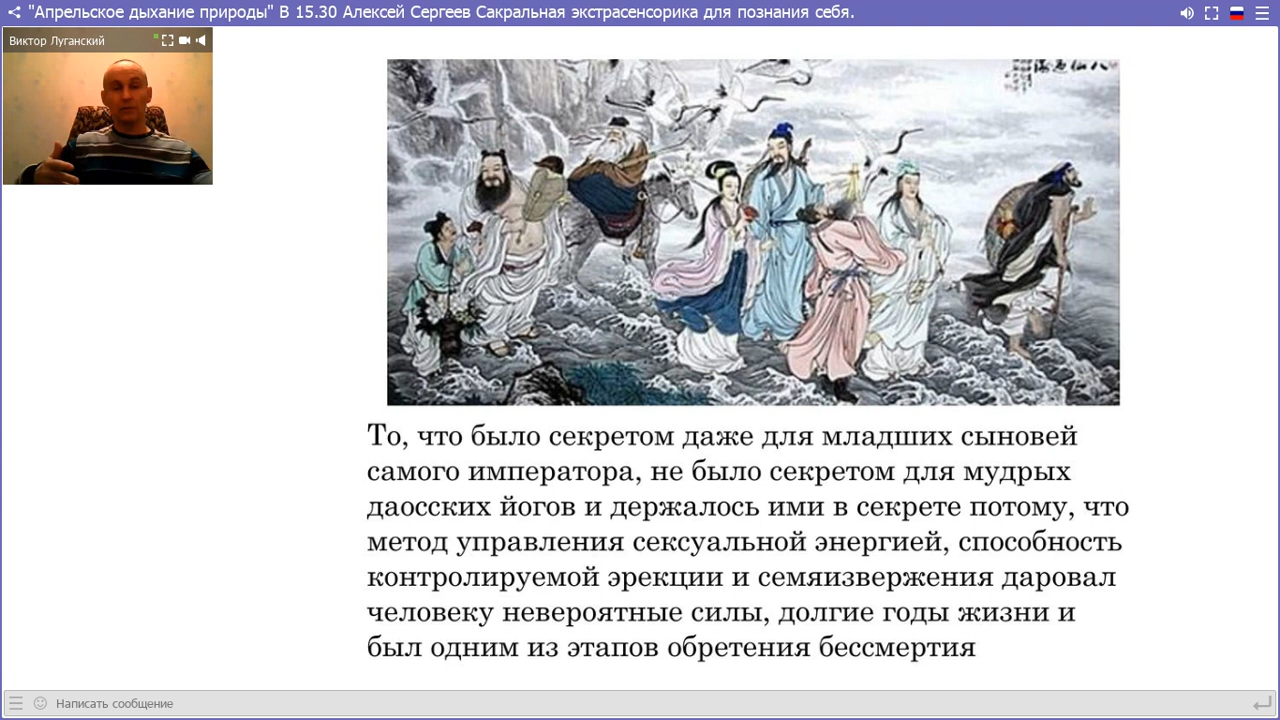 "Апрельское дыхание природы" В 15.30 Алексей Сергеев Сакральная экстрасенсорика для познания себя.
Виктор Луганский
То, что было секретом даже для младших сыновей
самого императора, не было секретом для мудрых
даосских йогов и держалось ими в секрете потому, что
метод управления сексуальной энергией, способность
контролируемой эрекции и семяизвержения даровал
человеку невероятные силы, долгие годы жизни и
был одним из этапов обретения бессмертия
Написать сообщение